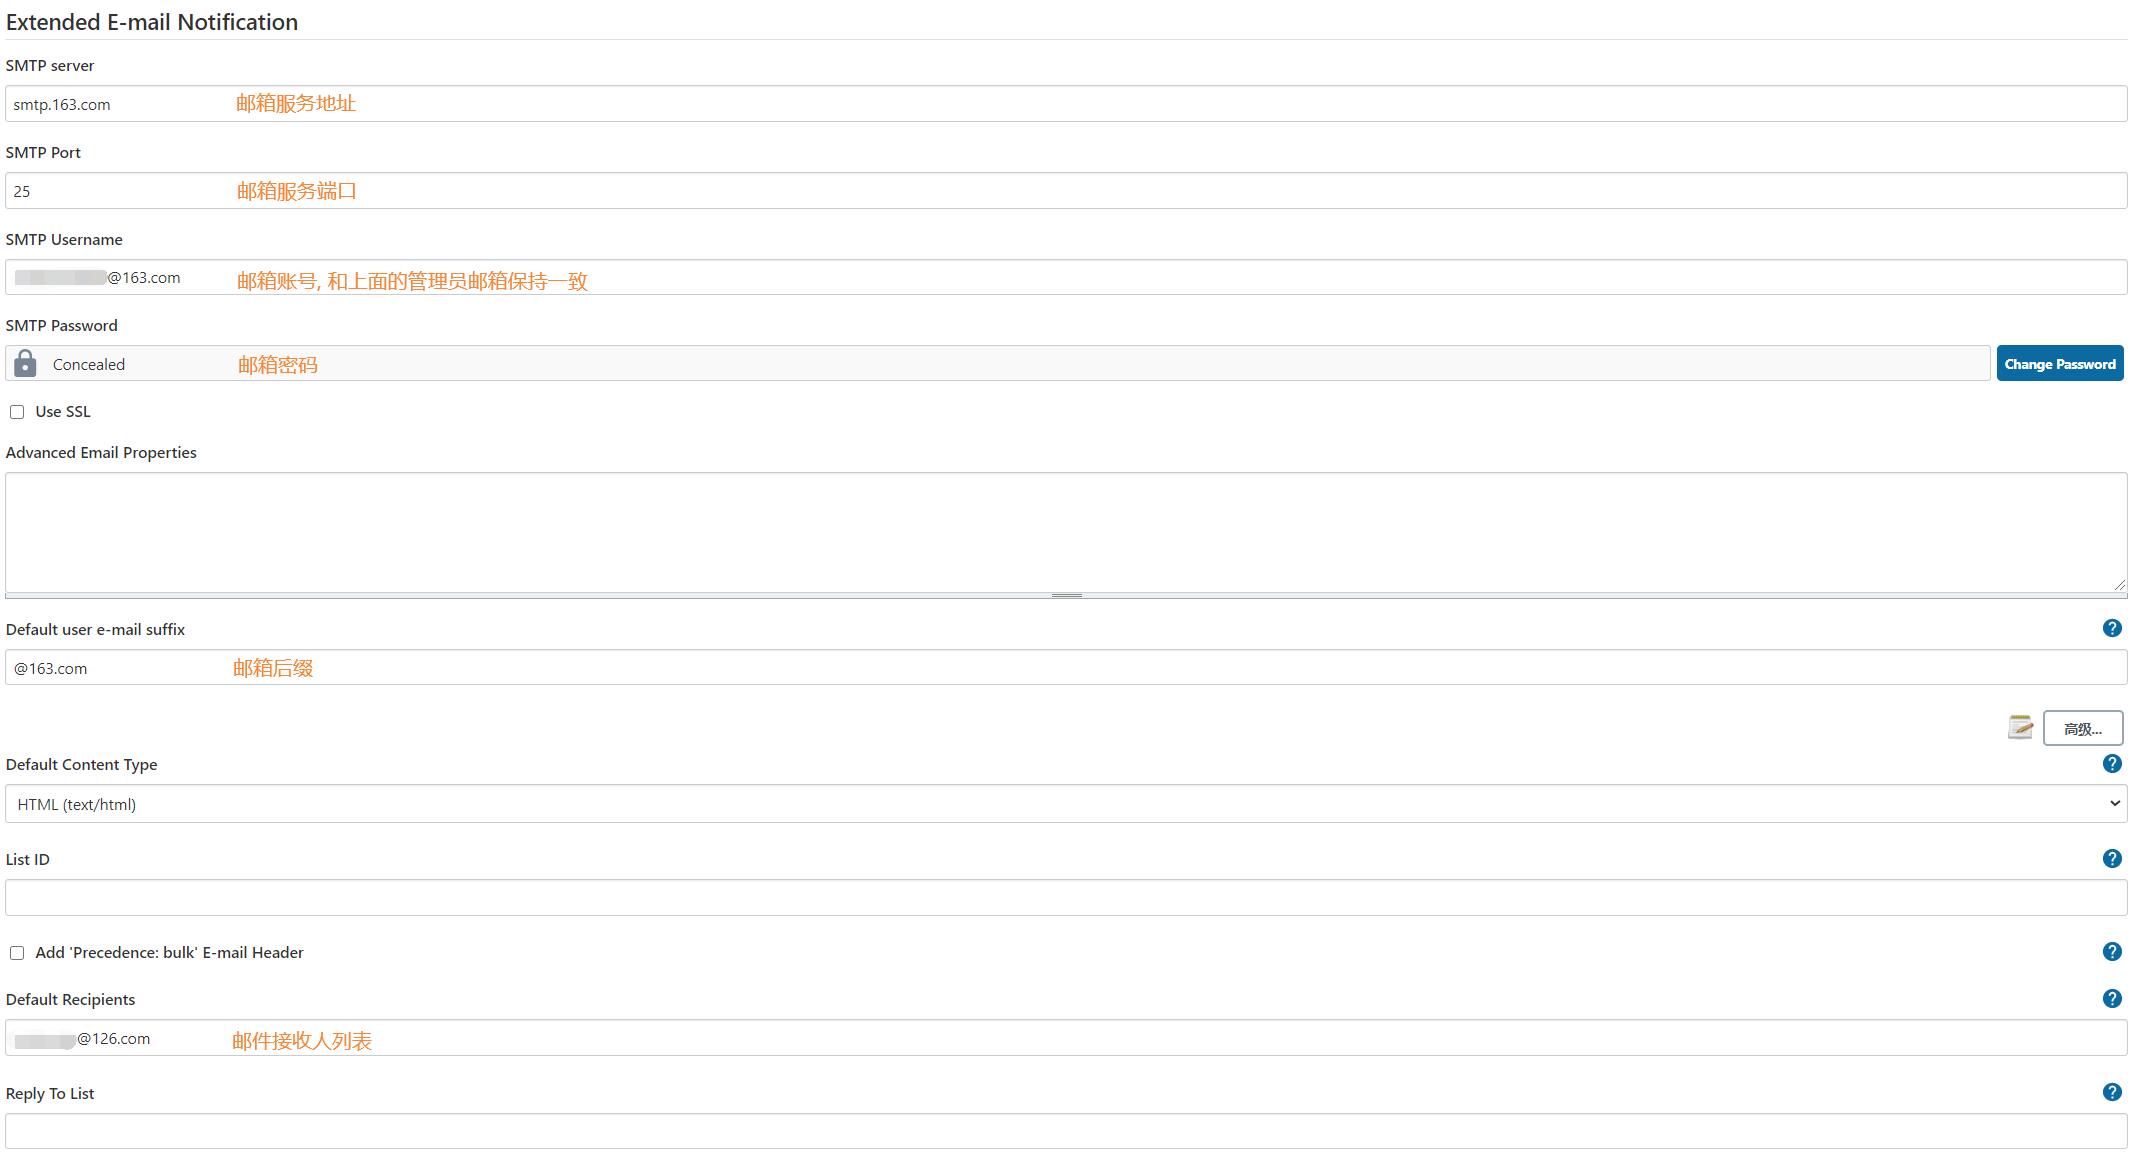 Extended E-mail Notification
SMTP server
smtp.163.com 邮箱服务地址
SMTP Port
25 邮箱服务端口
SMTP Username
@163.com 邮箱账号, 和上面的管理员邮箱保持一致
SMTP Password
Concealed 邮箱密码 Change Password
Use SSL
Advanced Email Properties
Default user e-mail suffix ?
@163.com 邮箱后缀
高级...
Default Content Type ?
HTML (text/html)
List ID ?
Add 'Precedence: bulk' E-mail Header ?
Default Recipients ?
@126.com 邮件接收人列表
Reply To List ?